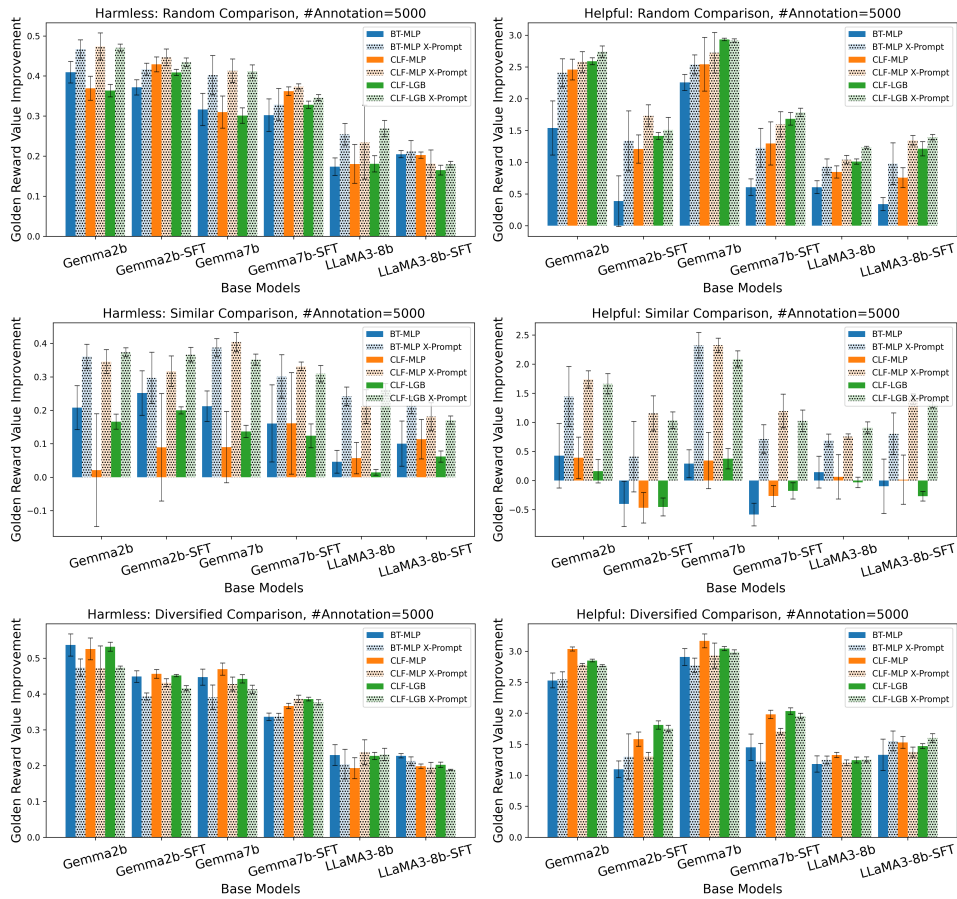 Harmless: Random Comparison, #Annotation=5000
Golden Reward Value Improvement
0.5
0.4
0.3
0.2
0.1
0.0
BT-MLP
BT-MLP X-Prompt
CLF-MLP
CLF-MLP X-Prompt
CLF-LGB
CLF-LGB X-Prompt
Gemma2b
Gemma2b-SFT
Gemma7b
Gemma7b-SFT
LLaMA3-8b
LLaMA3-8b-SFT
Base Models
Helpful: Random Comparison, #Annotation=5000
Golden Reward Value Improvement
3.0
2.5
2.0
1.5
1.0
0.5
0.0
BT-MLP
BT-MLP X-Prompt
CLF-MLP
CLF-MLP X-Prompt
CLF-LGB
CLF-LGB X-Prompt
Gemma2b
Gemma2b-SFT
Gemma7b
Gemma7b-SFT
LLaMA3-8b
LLaMA3-8b-SFT
Base Models
Harmless: Similar Comparison, #Annotation=5000
Golden Reward Value Improvement
0.4
0.3
0.2
0.1
0.0
−0.1
BT-MLP
BT-MLP X-Prompt
CLF-MLP
CLF-MLP X-Prompt
CLF-LGB
CLF-LGB X-Prompt
Gemma2b
Gemma2b-SFT
Gemma7b
Gemma7b-SFT
LLaMA3-8b
LLaMA3-8b-SFT
Base Models
Helpful: Similar Comparison, #Annotation=5000
Golden Reward Value Improvement
2.5
2.0
1.5
1.0
0.5
0.0
−0.5
BT-MLP
BT-MLP X-Prompt
CLF-MLP
CLF-MLP X-Prompt
CLF-LGB
CLF-LGB X-Prompt
Gemma2b
Gemma2b-SFT
Gemma7b
Gemma7b-SFT
LLaMA3-8b
LLaMA3-8b-SFT
Base Models
Harmless: Diversified Comparison, #Annotation=5000
Golden Reward Value Improvement
0.5
0.4
0.3
0.2
0.1
0.0
BT-MLP
BT-MLP X-Prompt
CLF-MLP
CLF-MLP X-Prompt
CLF-LGB
CLF-LGB X-Prompt
Gemma2b
Gemma2b-SFT
Gemma7b
Gemma7b-SFT
LLaMA3-8b
LLaMA3-8b-SFT
Base Models
Helpful: Diversified Comparison, #Annotation=5000
Golden Reward Value Improvement
3.0
2.5
2.0
1.5
1.0
0.5
0.0
BT-MLP
BT-MLP X-Prompt
CLF-MLP
CLF-MLP X-Prompt
CLF-LGB
CLF-LGB X-Prompt
Gemma2b
Gemma2b-SFT
Gemma7b
Gemma7b-SFT
LLaMA3-8b
LLaMA3-8b-SFT
Base Models